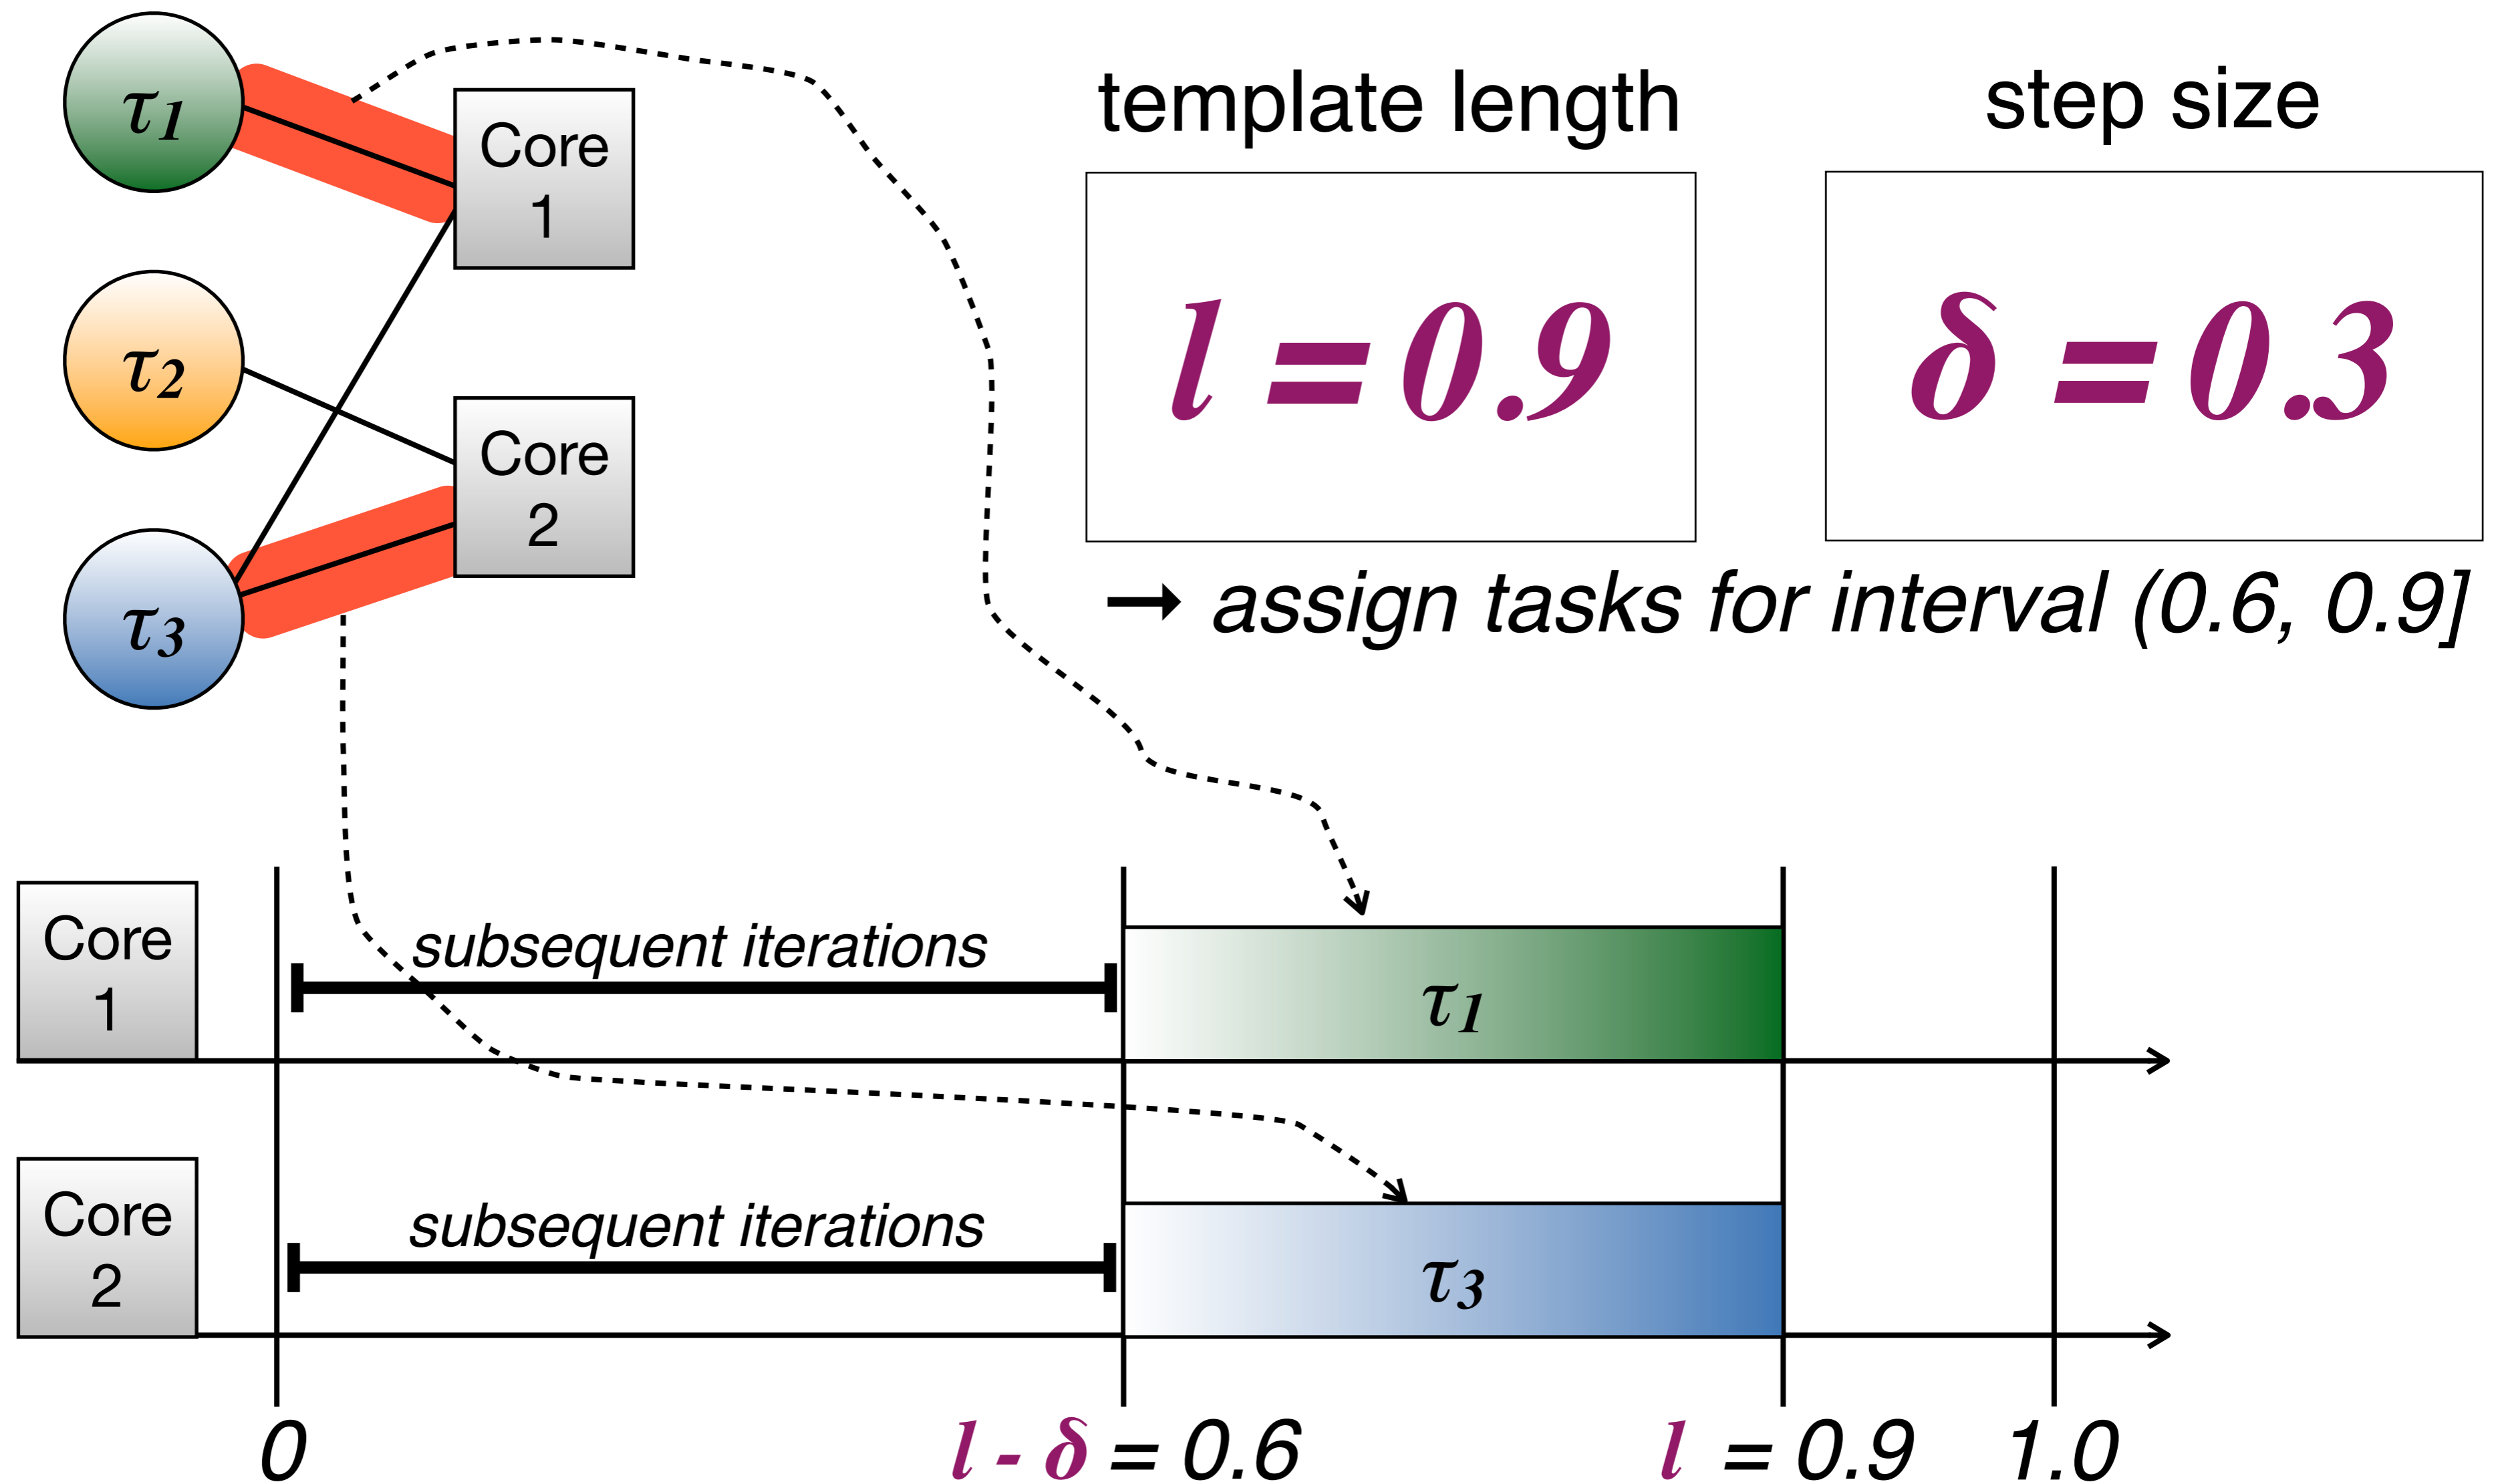 τ1
τ2
τ3
Core
1
Core
2
template length
l = 0.9
step size
δ = 0.3
→ assign tasks for interval (0.6, 0.9]
Core
1
subsequent iterations
τ1
Core
2
subsequent iterations
τ3
0
l - δ = 0.6
l = 0.9
1.0